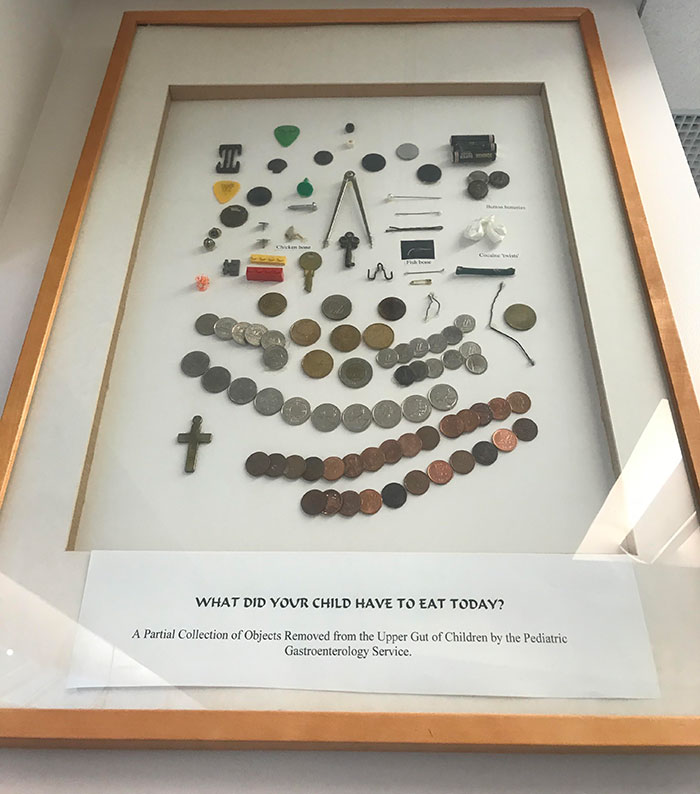 Button batteries
Chicken bone
Fish bone
Cocaine 'twists'
WHAT DID YOUR CHILD HAVE TO EAT TODAY?
A Partial Collection of Objects Removed from the Upper Gut of Children by the Pediatric
Gastroenterology Service.